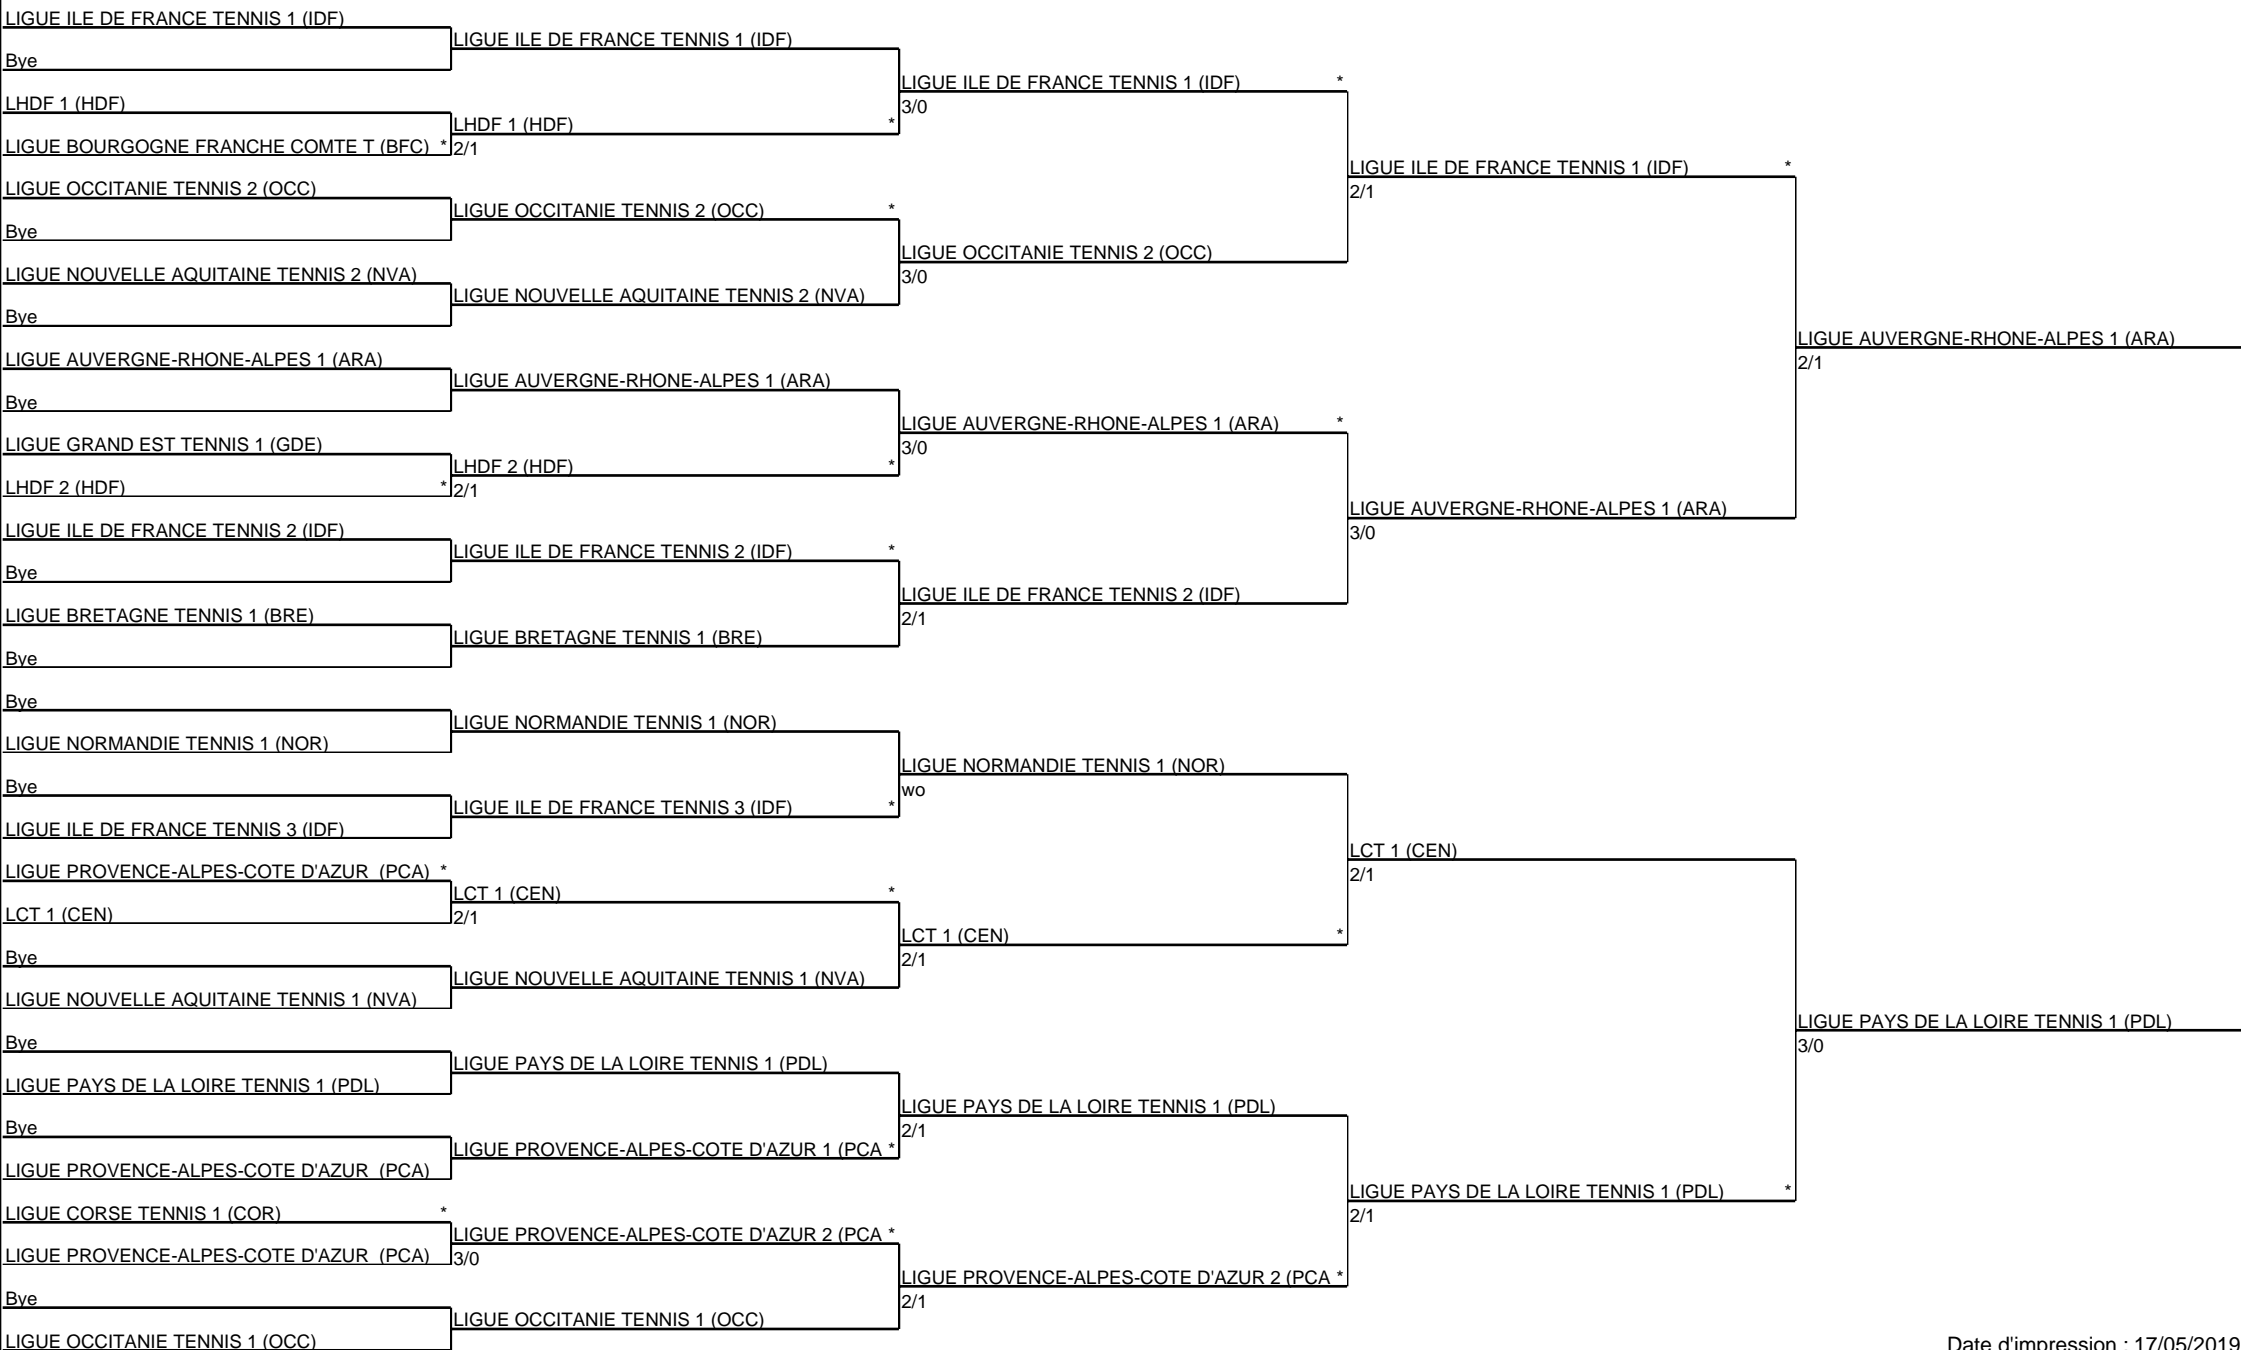 LIGUE ILE DE FRANCE TENNIS 1 (IDF)
LIGUE ILE DE FRANCE TENNIS 1 (IDF)
Bye
LIGUE ILE DE FRANCE TENNIS 1 (IDF) *
3/0
LHDF 1 (HDF)
LHDF 1 (HDF) *
LIGUE BOURGOGNE FRANCHE COMTE T (BFC) * 2/1
LIGUE ILE DE FRANCE TENNIS 1 (IDF) *
2/1
LIGUE OCCITANIE TENNIS 2 (OCC)
LIGUE OCCITANIE TENNIS 2 (OCC) *
Bye
LIGUE OCCITANIE TENNIS 2 (OCC)
3/0
LIGUE NOUVELLE AQUITAINE TENNIS 2 (NVA)
LIGUE NOUVELLE AQUITAINE TENNIS 2 (NVA)
Bye
LIGUE AUVERGNE-RHONE-ALPES 1 (ARA)
2/1
LIGUE AUVERGNE-RHONE-ALPES 1 (ARA)
LIGUE AUVERGNE-RHONE-ALPES 1 (ARA)
Bye
LIGUE AUVERGNE-RHONE-ALPES 1 (ARA) *
3/0
LIGUE GRAND EST TENNIS 1 (GDE)
LHDF 2 (HDF) *
LHDF 2 (HDF) * 2/1
LIGUE AUVERGNE-RHONE-ALPES 1 (ARA)
3/0
LIGUE ILE DE FRANCE TENNIS 2 (IDF)
LIGUE ILE DE FRANCE TENNIS 2 (IDF) *
Bye
LIGUE ILE DE FRANCE TENNIS 2 (IDF)
2/1
LIGUE BRETAGNE TENNIS 1 (BRE)
LIGUE BRETAGNE TENNIS 1 (BRE)
Bye
Bye
LIGUE NORMANDIE TENNIS 1 (NOR)
LIGUE NORMANDIE TENNIS 1 (NOR)
LIGUE NORMANDIE TENNIS 1 (NOR)
wo
Bye
LIGUE ILE DE FRANCE TENNIS 3 (IDF) *
LIGUE ILE DE FRANCE TENNIS 3 (IDF)
LCT 1 (CEN)
2/1
LIGUE PROVENCE-ALPES-COTE D'AZUR (PCA) *
LCT 1 (CEN) *
LCT 1 (CEN) 2/1
LCT 1 (CEN) *
2/1
Bye
LIGUE NOUVELLE AQUITAINE TENNIS 1 (NVA)
LIGUE NOUVELLE AQUITAINE TENNIS 1 (NVA)
LIGUE PAYS DE LA LOIRE TENNIS 1 (PDL)
3/0
Bye
LIGUE PAYS DE LA LOIRE TENNIS 1 (PDL)
LIGUE PAYS DE LA LOIRE TENNIS 1 (PDL)
LIGUE PAYS DE LA LOIRE TENNIS 1 (PDL)
2/1
Bye
LIGUE PROVENCE-ALPES-COTE D'AZUR 1 (PCA *
LIGUE PROVENCE-ALPES-COTE D'AZUR (PCA)
LIGUE PAYS DE LA LOIRE TENNIS 1 (PDL) *
2/1
LIGUE CORSE TENNIS 1 (COR) *
LIGUE PROVENCE-ALPES-COTE D'AZUR 2 (PCA *
LIGUE PROVENCE-ALPES-COTE D'AZUR (PCA) 3/0
LIGUE PROVENCE-ALPES-COTE D'AZUR 2 (PCA *
2/1
Bye
LIGUE OCCITANIE TENNIS 1 (OCC)
LIGUE OCCITANIE TENNIS 1 (OCC)
Date d'impression : 17/05/2019